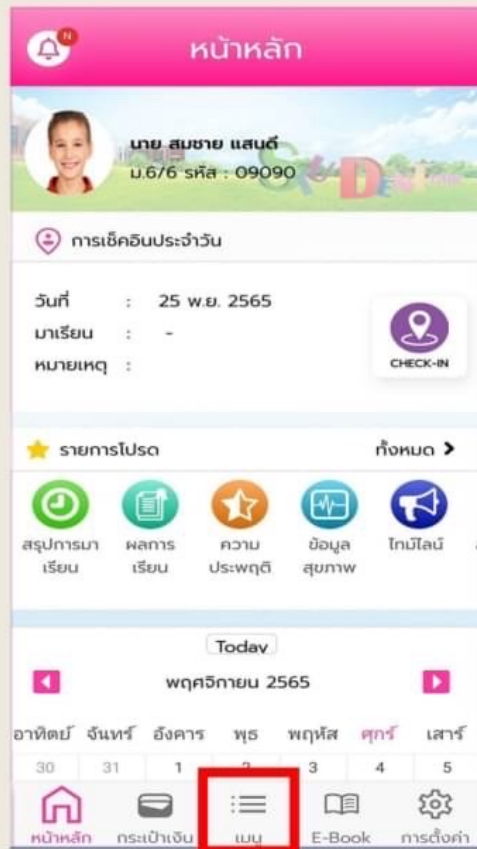 N
หน้าหลัก
นาย สมชาย แสนดี
ม.6/6 รหัส : 09090
การเช็คอินประจำวัน
วันที่ : 25 พ.ย. 2565
มาเรียน : -
หมายเหตุ :
CHECK-IN
รายการโปรด ทั้งหมด >
สรุปการมา ผลการ ความ ข้อมูล ไทม์ไลน์
เรียน เรียน ประพฤติ สุขภาพ
Today
พฤศจิกายน 2565
อาทิตย์ จันทร์ อังคาร พุธ พฤหัส ศุกร์ เสาร์
30 31 1 2 3 4 5
หน้าหลัก กระเป๋าเงิน เมนู E-Book การตั้งค่า